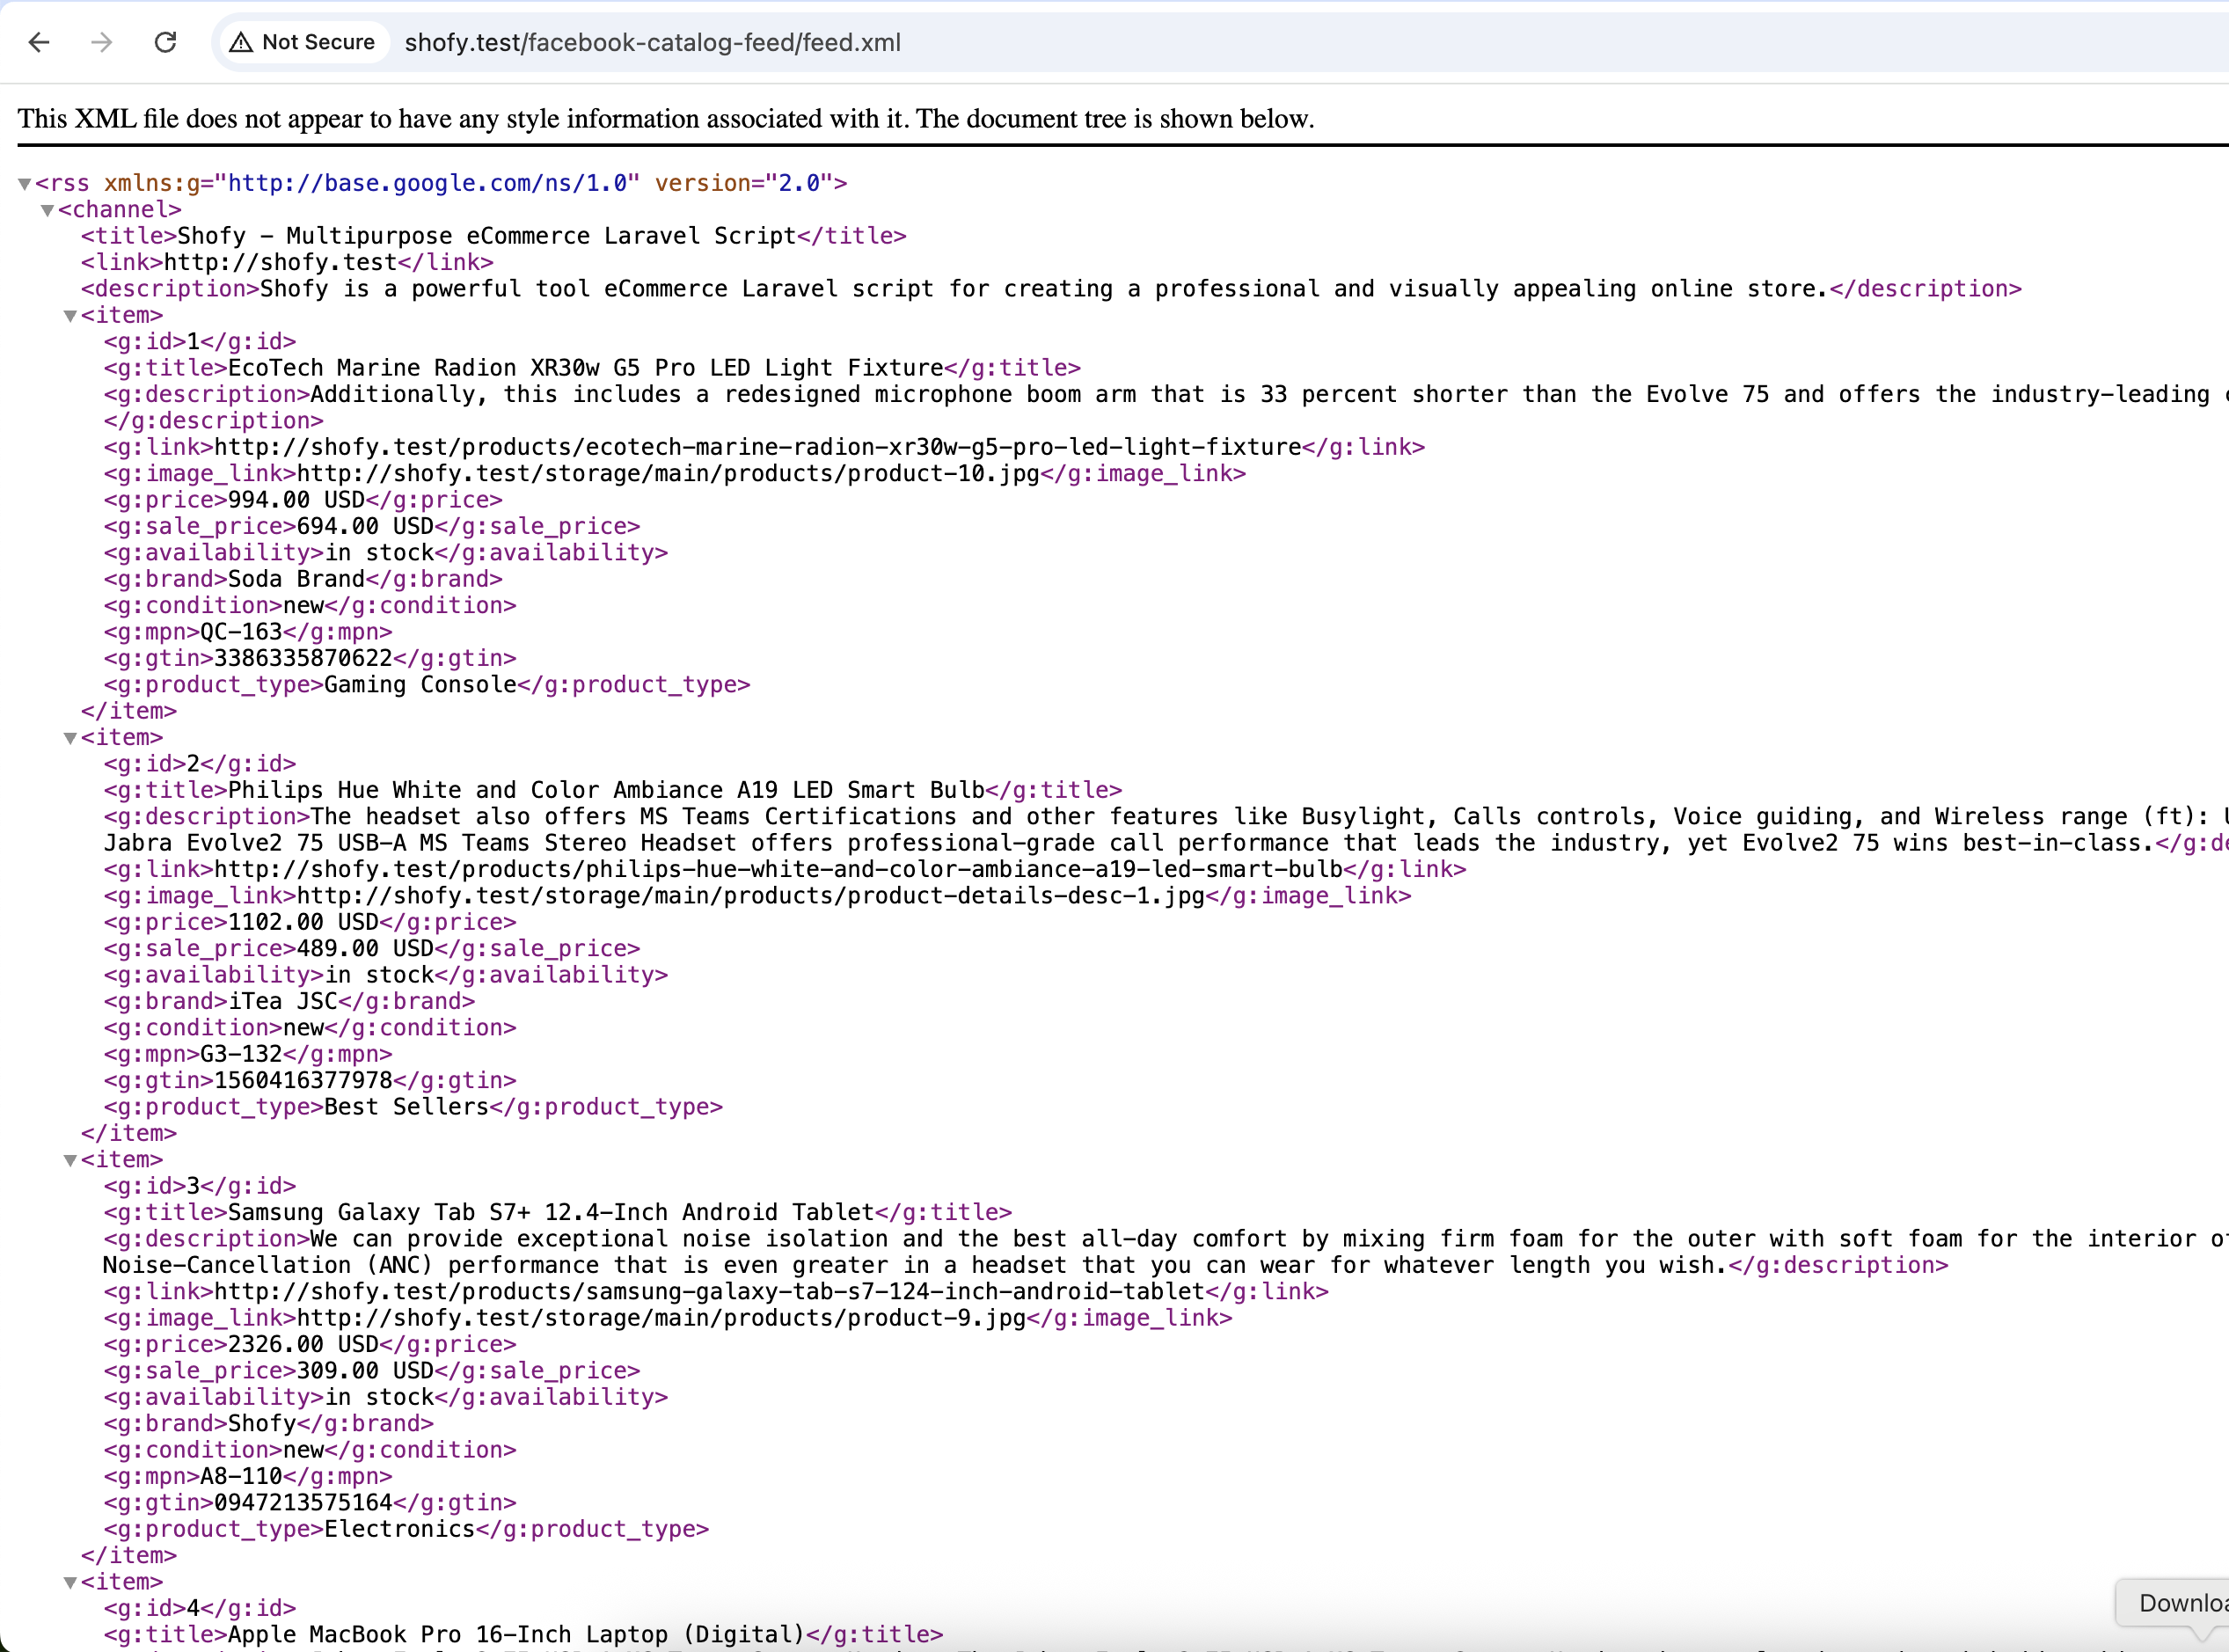 Not Secure shofy.test/facebook-catalog-feed/feed.xml
This XML file does not appear to have any style information associated with it. The document tree is shown below.
<rss xmlns:g="http://base.google.com/ns/1.0" version="2.0">
<channel>
<title>Shofy – Multipurpose eCommerce Laravel Script</title>
<link>http://shofy.test</link>
<description>Shofy is a powerful tool eCommerce Laravel script for creating a professional and visually appealing online store.</description>
<item>
<g:id>1</g:id>
<g:title>EcoTech Marine Radion XR30w G5 Pro LED Light Fixture</g:title>
<g:description>Additionally, this includes a redesigned microphone boom arm that is 33 percent shorter than the Evolve 75 and offers the industry-leading
</g:description>
<g:link>http://shofy.test/products/ecotech-marine-radion-xr30w-g5-pro-led-light-fixture</g:link>
<g:image_link>http://shofy.test/storage/main/products/product-10.jpg</g:image_link>
<g:price>994.00 USD</g:price>
<g:sale_price>694.00 USD</g:sale_price>
<g:availability>in stock</g:availability>
<g:brand>Soda Brand</g:brand>
<g:condition>new</g:condition>
<g:mpn>QC-163</g:mpn>
<g:gtin>3386335870622</g:gtin>
<g:product_type>Gaming Console</g:product_type>
</item>
<item>
<g:id>2</g:id>
<g:title>Philips Hue White and Color Ambiance A19 LED Smart Bulb</g:title>
<g:description>The headset also offers MS Teams Certifications and other features like Busylight, Calls controls, Voice guiding, and Wireless range (ft):
Jabra Evolve2 75 USB-A MS Teams Stereo Headset offers professional-grade call performance that leads the industry, yet Evolve2 75 wins best-in-class.</g:de
<g:link>http://shofy.test/products/philips-hue-white-and-color-ambiance-a19-led-smart-bulb</g:link>
<g:image_link>http://shofy.test/storage/main/products/product-details-desc-1.jpg</g:image_link>
<g:price>1102.00 USD</g:price>
<g:sale_price>489.00 USD</g:sale_price>
<g:availability>in stock</g:availability>
<g:brand>iTea JSC</g:brand>
<g:condition>new</g:condition>
<g:mpn>G3-132</g:mpn>
<g:gtin>1560416377978</g:gtin>
<g:product_type>Best Sellers</g:product_type>
</item>
<item>
<g:id>3</g:id>
<g:title>Samsung Galaxy Tab S7+ 12.4-Inch Android Tablet</g:title>
<g:description>We can provide exceptional noise isolation and the best all-day comfort by mixing firm foam for the outer with soft foam for the interior
Noise-Cancellation (ANC) performance that is even greater in a headset that you can wear for whatever length you wish.</g:description>
<g:link>http://shofy.test/products/samsung-galaxy-tab-s7-124-inch-android-tablet</g:link>
<g:image_link>http://shofy.test/storage/main/products/product-9.jpg</g:image_link>
<g:price>2326.00 USD</g:price>
<g:sale_price>309.00 USD</g:sale_price>
<g:availability>in stock</g:availability>
<g:brand>Shofy</g:brand>
<g:condition>new</g:condition>
<g:mpn>A8-110</g:mpn>
<g:gtin>0947213575164</g:gtin>
<g:product_type>Electronics</g:product_type>
</item>
<item>
<g:id>4</g:id>
<g:title>Apple MacBook Pro 16-Inch Laptop (Digital)</g:title>
Downloa